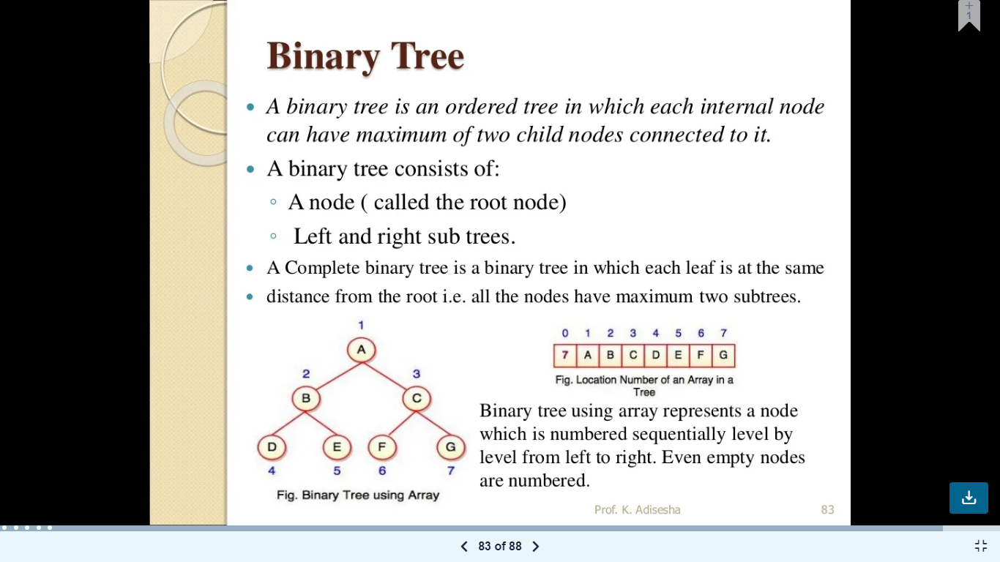 +
1
Binary Tree
• A binary tree is an ordered tree in which each internal node
can have maximum of two child nodes connected to it.
• A binary tree consists of:
◦ A node ( called the root node)
◦ Left and right sub trees.
• A Complete binary tree is a binary tree in which each leaf is at the same
• distance from the root i.e. all the nodes have maximum two subtrees.
1
A
2 3
B C
D E F G
4 5 6 7
Fig. Binary Tree using Array
0 1 2 3 4 5 6 7
7 A B C D E F G
Fig. Location Number of an Array in a
Tree
Binary tree using array represents a node
which is numbered sequentially level by
level from left to right. Even empty nodes
are numbered.
Prof. K. Adisesha 83
83 of 88